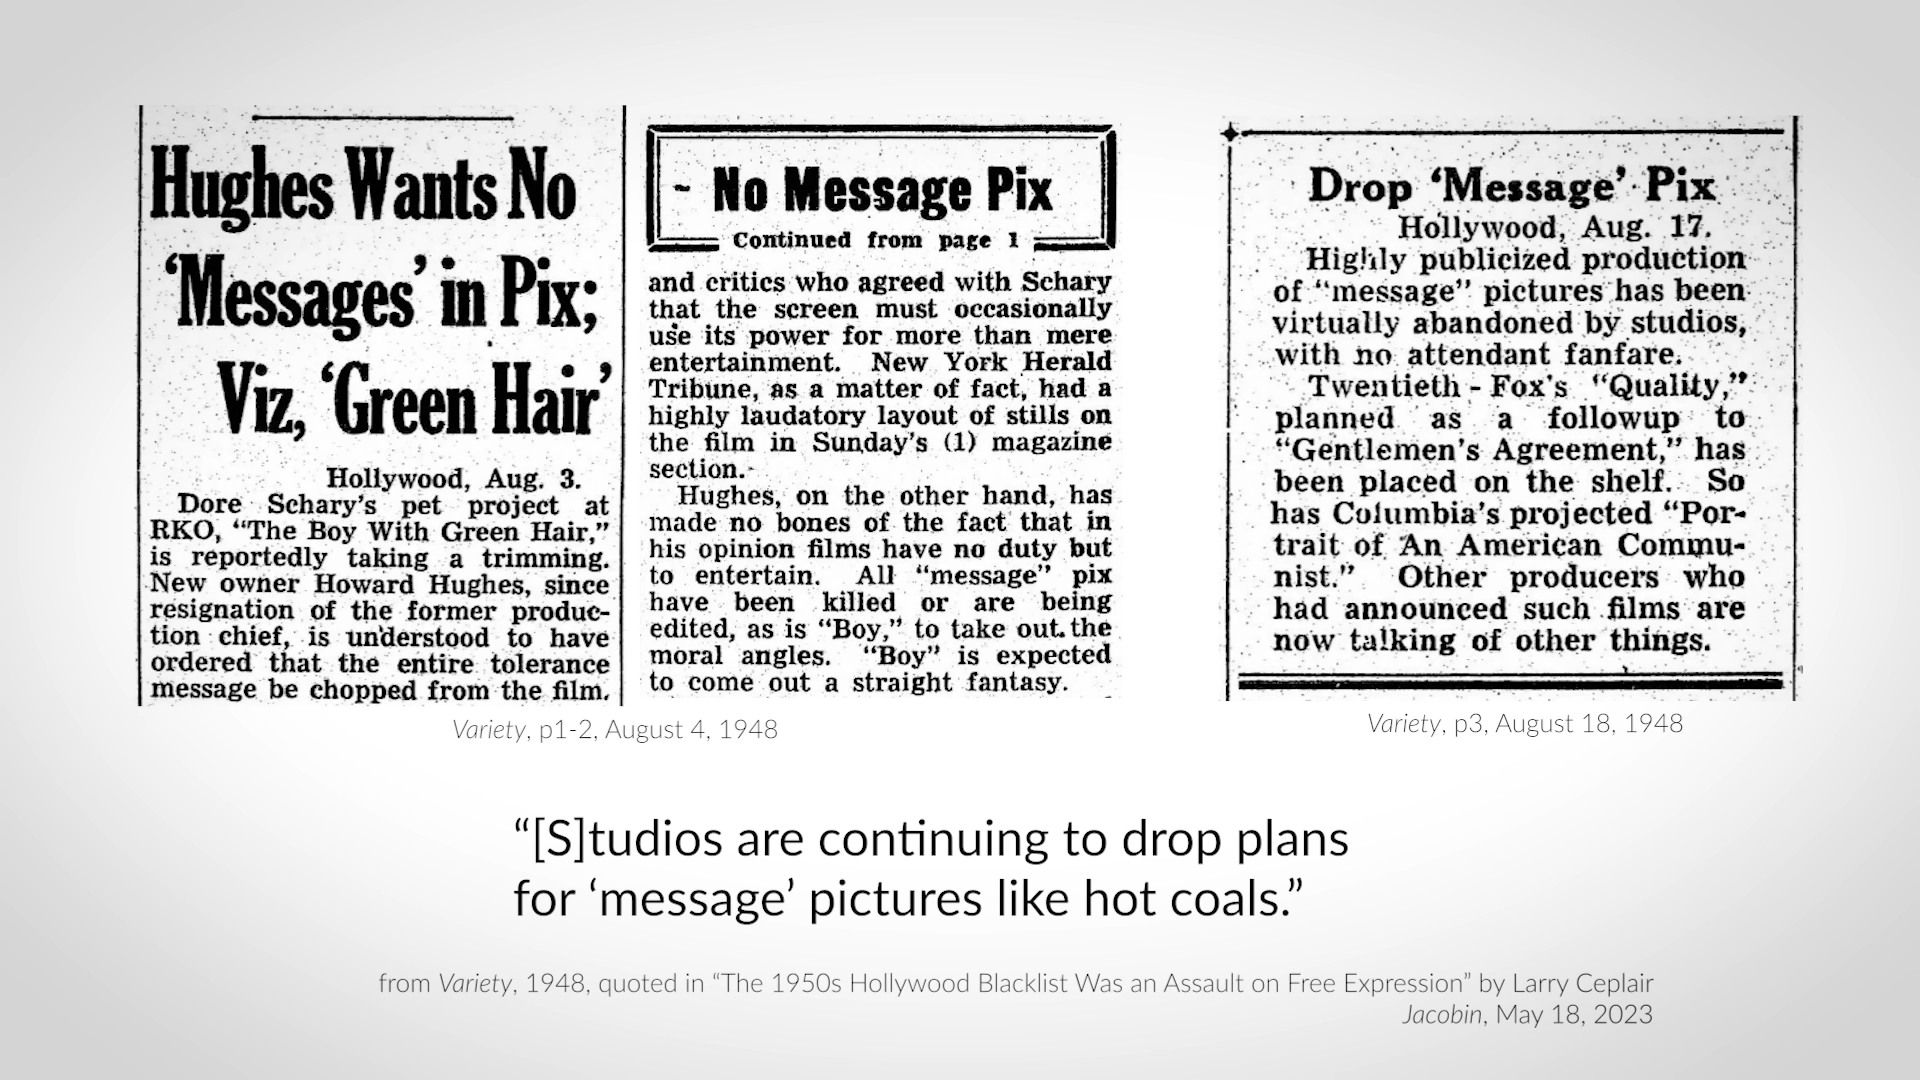 Hughes Wants No
‘Messages’ in Pix;
Viz, ‘Green Hair’
Hollywood, Aug. 3.
Dore Schary's pet project at
RKO, “The Boy With Green Hair,”
is reportedly taking a trimming.
New owner Howard Hughes, since
resignation of the former produc-
tion chief, is understood to have
ordered that the entire tolerance
message be chopped from the film.
No Message Pix
Continued from page 1
and critics who agreed with Schary
that the screen must occasionally
use its power for more than mere
entertainment. New York Herald
Tribune, as a matter of fact, had a
highly laudatory layout of stills on
the film in Sunday's (1) magazine
section.
Hughes, on the other hand, has
made no bones of the fact that in
his opinion films have no duty but
to entertain. All “message” pix
have been killed or are being
edited, as is “Boy,” to take out the
moral angles. “Boy” is expected
to come out a straight fantasy.
Variety, p1-2, August 4, 1948
Drop ‘Message’ Pix
Hollywood, Aug. 17.
Highly publicized production
of “message” pictures has been
virtually abandoned by studios,
with no attendant fanfare.
Twentieth-Fox's “Quality,”
planned as a followup to
“Gentlemen's Agreement,” has
been placed on the shelf. So
has Columbia's projected “Por-
trait of An American Commu-
nist.” Other producers who
had announced such films are
now talking of other things.
Variety, p3, August 18, 1948
“[S]tudios are continuing to drop plans
for ‘message’ pictures like hot coals.”
from Variety, 1948, quoted in “The 1950s Hollywood Blacklist Was an Assault on Free Expression” by Larry Ceplair
Jacobin, May 18, 2023